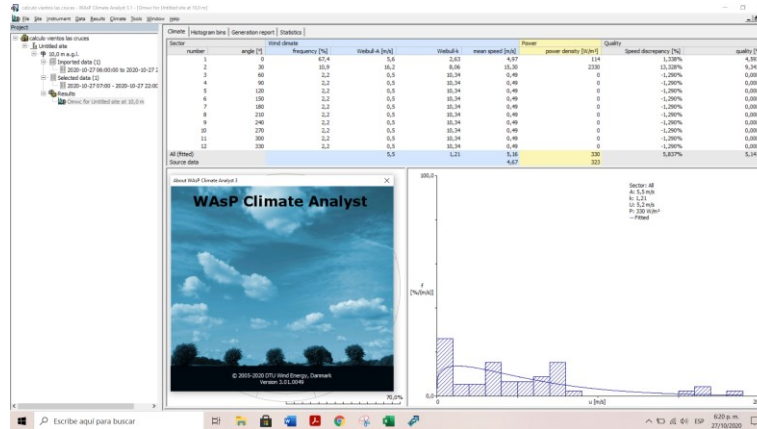 calculo vientos las cruces - WAsP Climate Analyst 3.1 - [Omwc for Untitled site at 10,0 m]
File Site Instrument Data Results Climate Tools Window Help
Project
calculo vientos las cruces
Untitled site
10,0 m a.g.l.
Imported data (1)
2020-10-27 06:00:00 to 2020-10-27 2
Selected data (1)
2020-10-27 07:00 - 2020-10-27 22:00
Results
Omwc for Untitled site at 10,0 m
Climate Histogram bins Generation report Statistics
Sector Wind climate Power Quality
number angle [°] frequency [%] Weibull-A [m/s] Weibull-k mean speed [m/s] power density [W/m²] Speed discrepancy [%] quality [°
1 0 67,4 5,6 2,63 4,97 114 1,338% 4,59
2 30 10,9 16,2 8,06 15,30 2330 13,328% 9,34
3 60 2,2 0,5 10,34 0,49 0 -1,290% 0,00
4 90 2,2 0,5 10,34 0,49 0 -1,290% 0,00
5 120 2,2 0,5 10,34 0,49 0 -1,290% 0,00
6 150 2,2 0,5 10,34 0,49 0 -1,290% 0,00
7 180 2,2 0,5 10,34 0,49 0 -1,290% 0,00
8 210 2,2 0,5 10,34 0,49 0 -1,290% 0,00
9 240 2,2 0,5 10,34 0,49 0 -1,290% 0,00
10 270 2,2 0,5 10,34 0,49 0 -1,290% 0,00
11 300 2,2 0,5 10,34 0,49 0 -1,290% 0,00
12 330 2,2 0,5 10,34 0,49 0 -1,290% 0,00
All (fitted) 5,5 1,21 5,16 330 5,837% 5,14
Source data 4,67 323
About WAsP Climate Analyst 3
WAsP Climate Analyst
© 2005-2020 DTU Wind Energy, Danmark
Version 3.01.0049
70,0%
100,0
Sector: All
A: 5,5 m/s
k: 1,21
U: 5,2 m/s
P: 330 W/m²
Fitted
f
[%/(m/s)]
0,0
0
u [m/s]
Escribe aquí para buscar
ESP
6:20 p. m.
27/10/2020